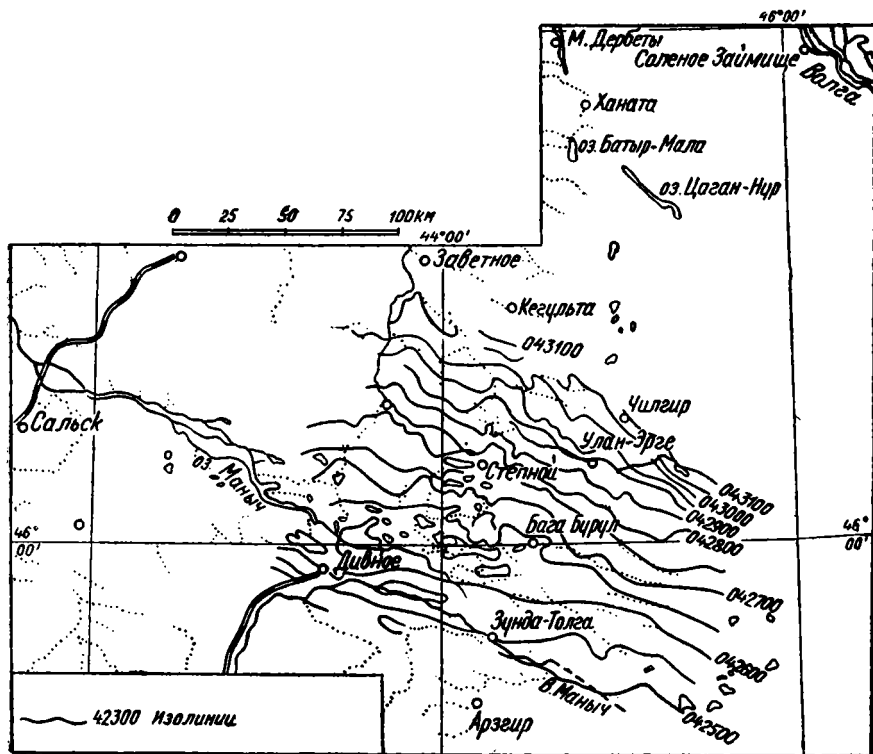 46°00'
М. Дербеты
Соленое Займище
Волга
Ханата
оз. Батыр-Мала
оз. Цаган-Нур
0 25 50 75 100км
44°00'
Заветное
Кегульта
043100
Чилгир
Сальск
Улан-Эрге
оз. Маныч
Степной
043100
043000
042900
042800
Бага Бурул
46°00'
46°00'
Дивное
042700
Зунда-Толга
042600
в. Маныч
042500
42300 Изолинии
Арзгир